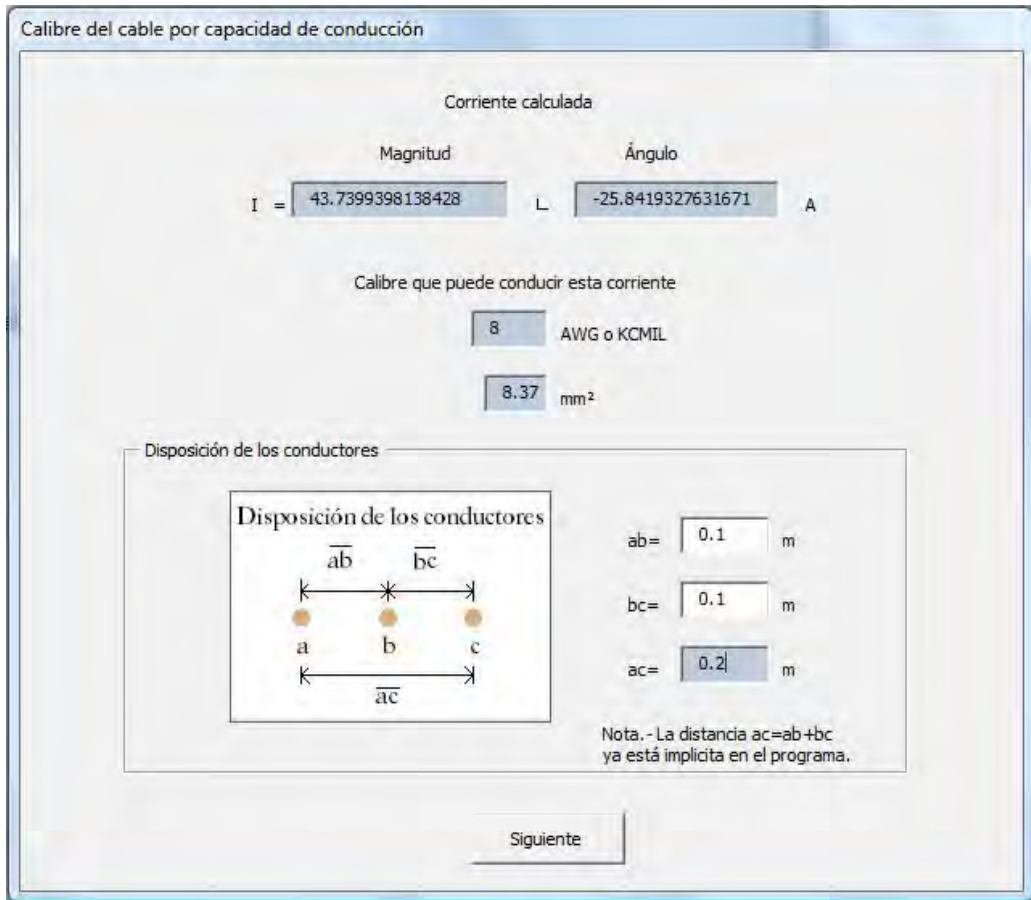 Calibre del cable por capacidad de conducción
Corriente calculada
Magnitud Ángulo
I = 43.7399398138428 ∟ -25.8419327631671 A
Calibre que puede conducir esta corriente
8 AWG o KCMIL
8.37 mm²
Disposición de los conductores
Disposición de los conductores
ab bc
a b c
ac
ab= 0.1 m
bc= 0.1 m
ac= 0.2 m
Nota.- La distancia ac=ab+bc
ya está implicita en el programa.
Siguiente